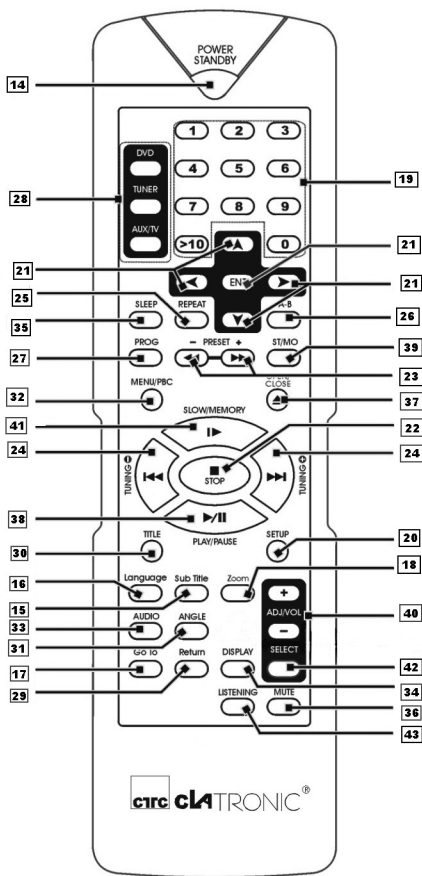 POWER
STANDBY
14
1 2 3
DVD
4 5 6
19
28
TUNER
7 8 9
AUX/TV
>10 0
21
ENT
21
21
25
SLEEP REPEAT A-B
26
35
PROG - PRESET + ST/MO
39
27
23
MENU/PBC OPEN/
CLOSE
32
37
SLOW/MEMORY
41
22
24
24
TUNING
STOP
TUNING
38
PLAY/PAUSE
TITLE SETUP
30
20
Language Sub Title Zoom
18
16
+
15
ADJ/VOL
40
AUDIO ANGLE
33
-
31
SELECT
Go To Return DISPLAY
42
17
34
29
LISTENING MUTE
36
43
CTC CLATRONIC®